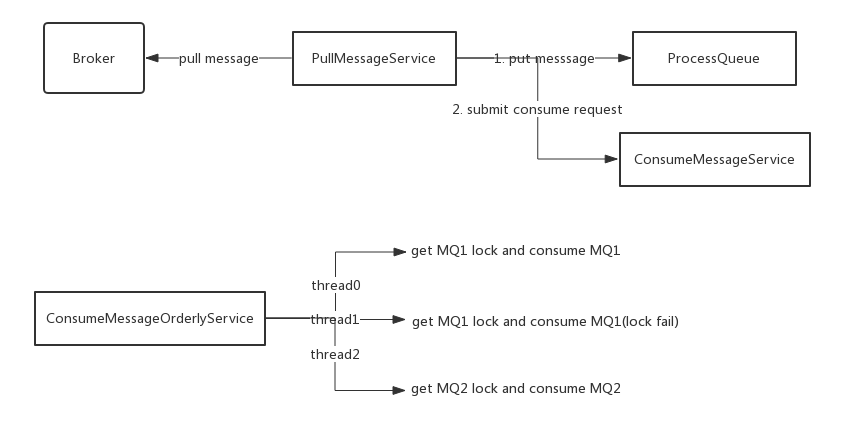 Broker
pull message
PullMessageService
1. put messsage
ProcessQueue
2. submit consume request
ConsumeMessageService
get MQ1 lock and consume MQ1
thread0
ConsumeMessageOrderlyService
thread1
get MQ1 lock and consume MQ1(lock fail)
thread2
get MQ2 lock and consume MQ2